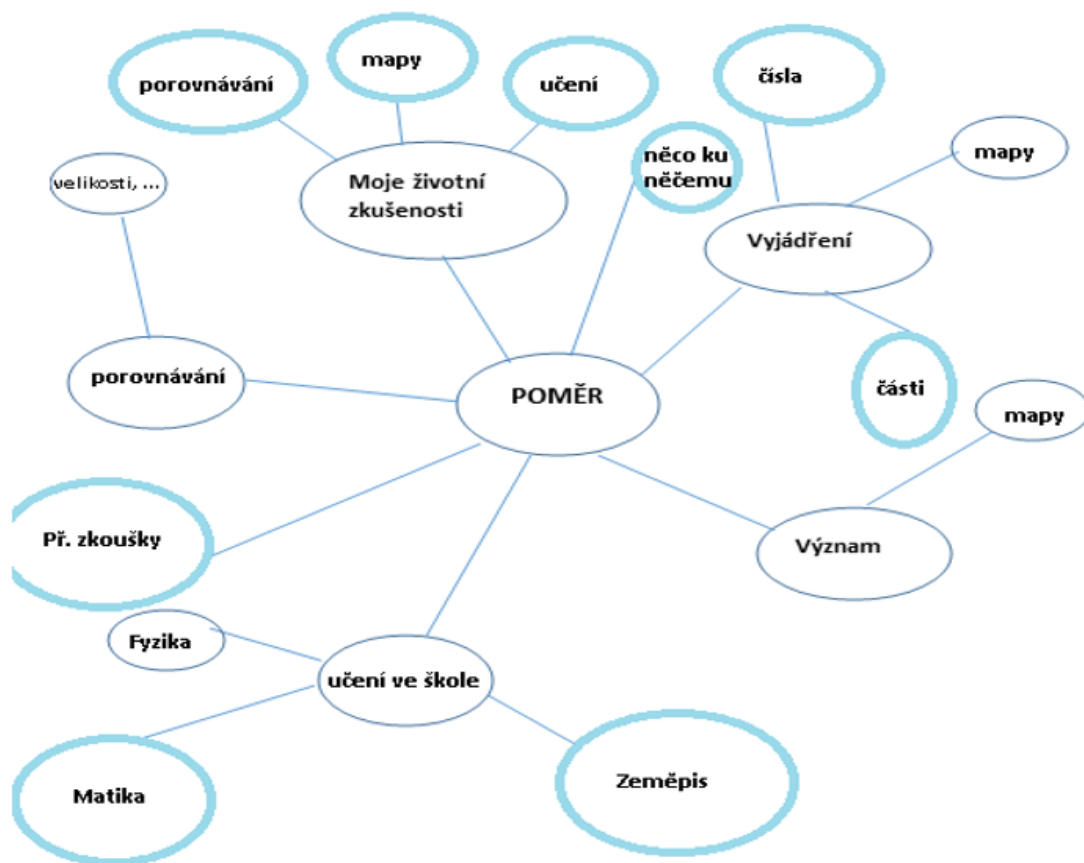 porovnávání
mapy
učení
čísla
něco ku
něčemu
mapy
velikosti, ...
Moje životní
zkušenosti
Vyjádření
porovnávání
POMĚR
části
mapy
Př. zkoušky
Význam
Fyzika
učení ve škole
Matika
Zeměpis